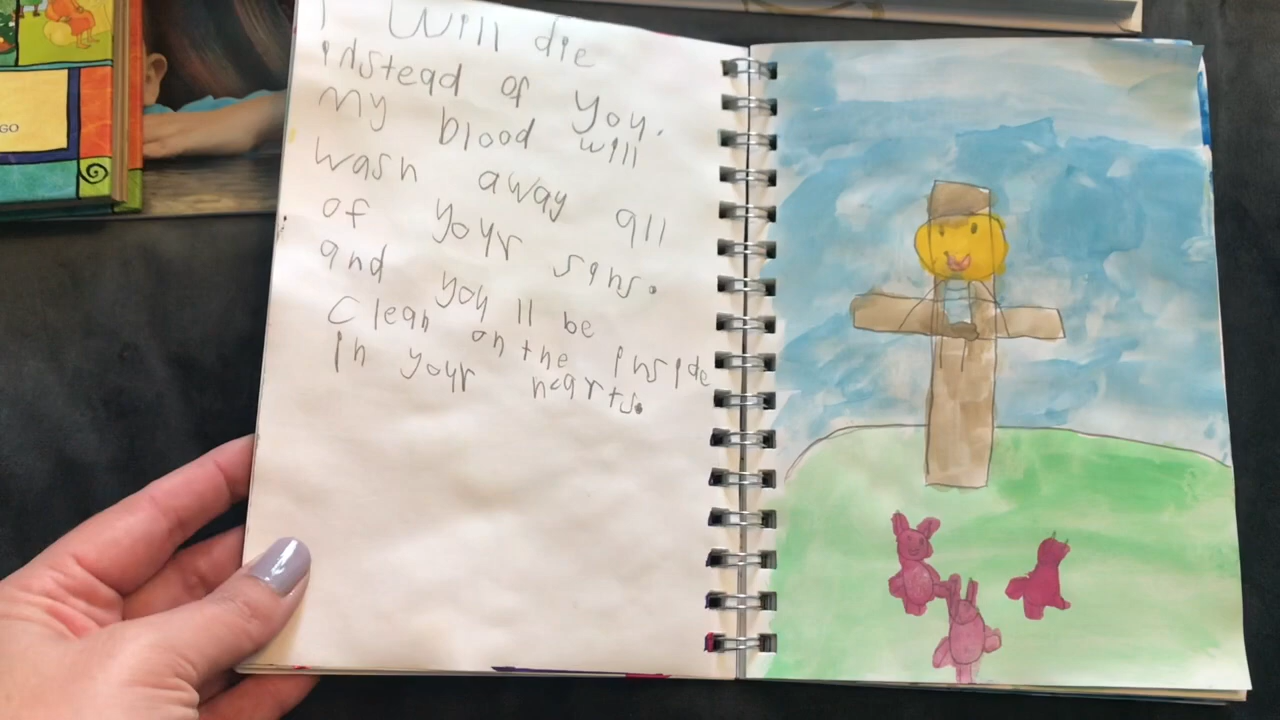 GO
I will die
instead of you.
My blood will
wash away all
of your sins.
and you ll be
Clean on the inside
in your hearts.